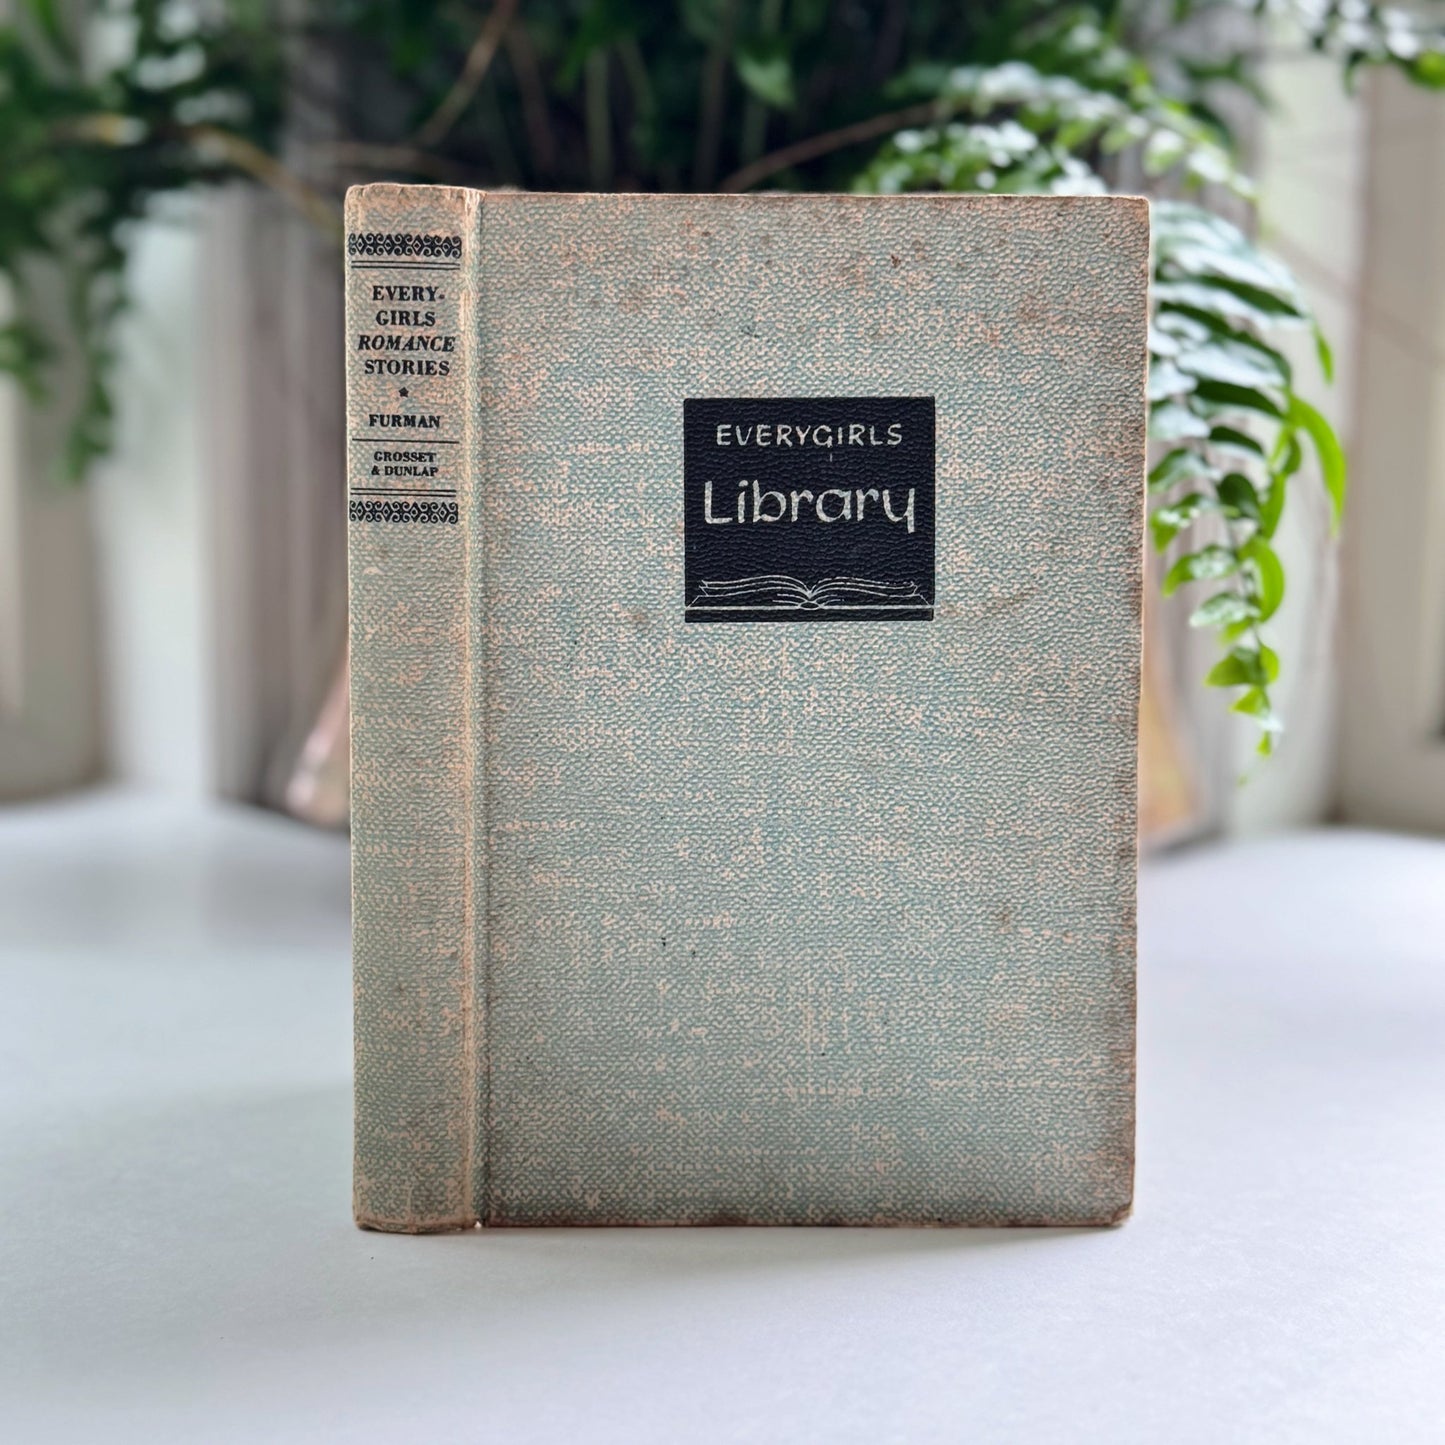 EVERY-
GIRLS
ROMANCE
STORIES
FURMAN
GROSSET
& DUNLAP
EVERYGIRLS
Library